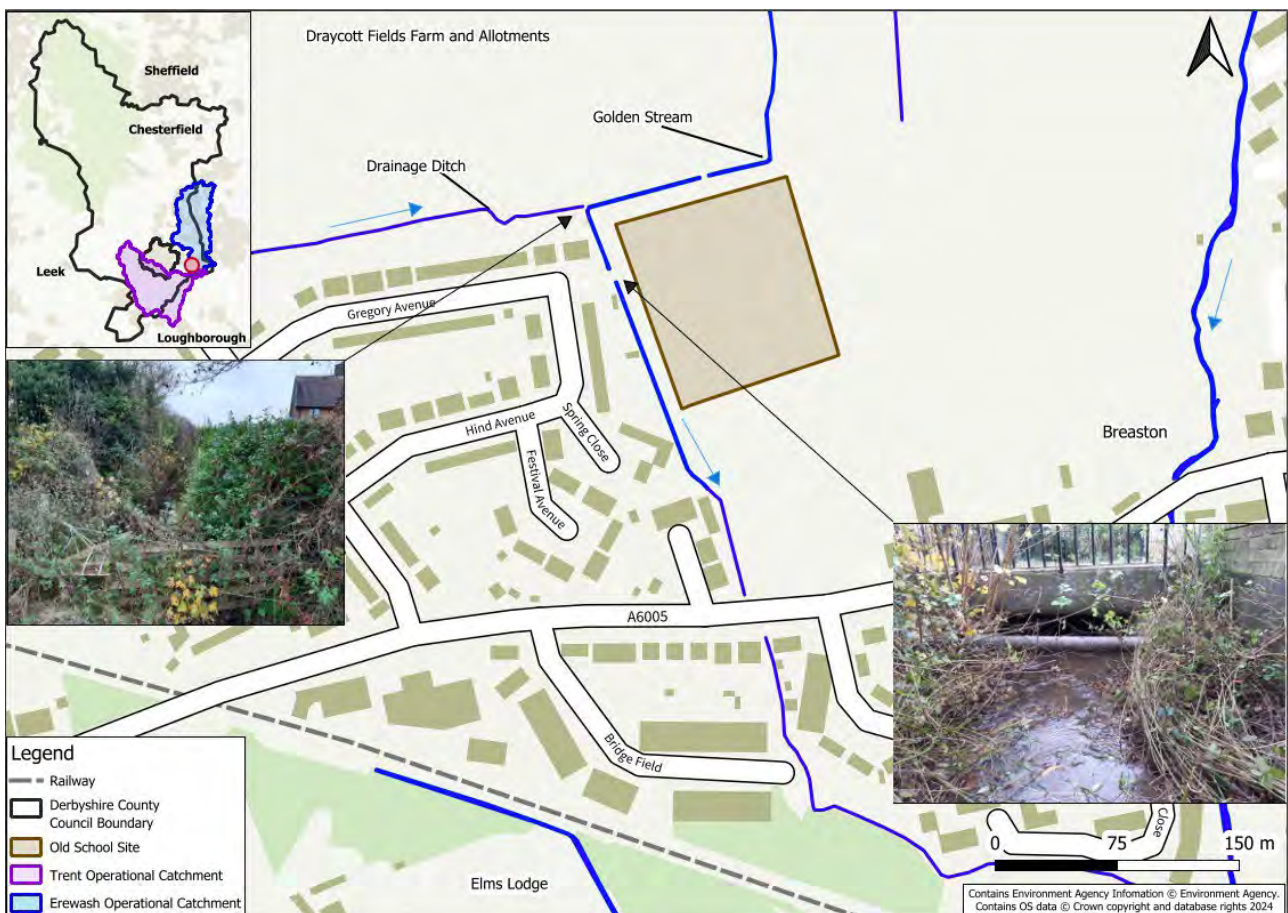 Draycott Fields Farm and Allotments
Sheffield
Chesterfield
Leek
Loughborough
Golden Stream
Drainage Ditch
Gregory Avenue
Hind Avenue
Spring Close
Festival Avenue
Breaston
A6005
Bridge Field
Close
Elms Lodge
Legend
Railway
Derbyshire County
Council Boundary
Old School Site
Trent Operational Catchment
Erewash Operational Catchment
0 75 150 m
Contains Environment Agency Infomation © Environment Agency.
Contains OS data © Crown copyright and database rights 2024